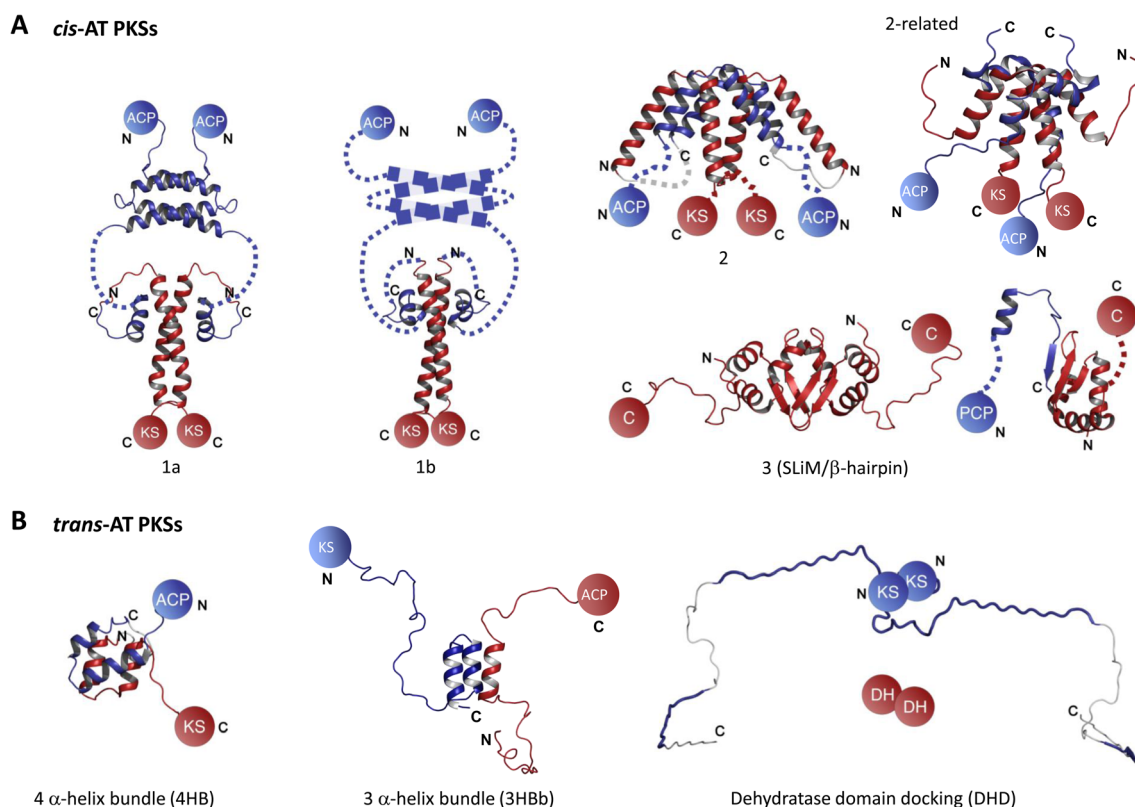 A cis-AT PKSs
ACP ACP
N N
N N
C C
KS KS
C C
1a
ACP N N ACP
N N
C C
KS KS
C C
1b
N C C N
N ACP KS KS ACP N
C C
2
2-related
C C
N N
ACP KS KS
N C C
ACP N
N N
C C
C C
3 (SLiM/β-hairpin)
C
C
C
PCP N
N
B trans-AT PKSs
ACP N
C
N
KS C
4 α-helix bundle (4HB)
KS
N
ACP
C
C
N
3 α-helix bundle (3HBb)
N
KS
N KS
DH
DH
C C
Dehydratase domain docking (DHD)